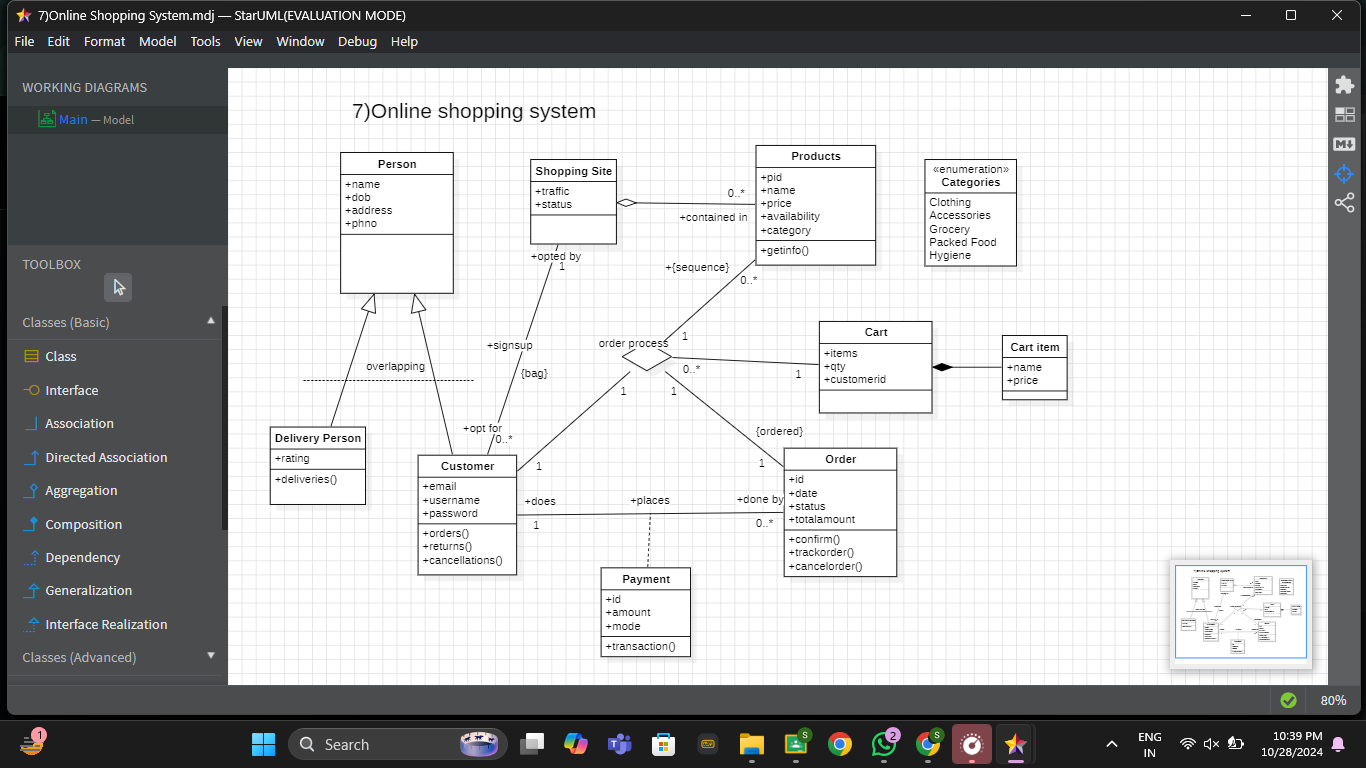 7)Online Shopping System.mdj — StarUML(EVALUATION MODE)
File Edit Format Model Tools View Window Debug Help
WORKING DIAGRAMS
Main — Model
TOOLBOX
Classes (Basic)
Class
Interface
Association
Directed Association
Aggregation
Composition
Dependency
Generalization
Interface Realization
Classes (Advanced)
7)Online shopping system
Person
+name
+dob
+address
+phno
Shopping Site
+traffic
+status
0..*
+contained in
Products
+pid
+name
+price
+availability
+category
+getinfo()
«enumeration»
Categories
Clothing
Accessories
Grocery
Packed Food
Hygiene
+opted by
1
+signsup
{bag}
+opt for
0..*
+{sequence}
0..*
1
order process
0..*
1
1
1
overlapping
Cart
+items
+qty
+customerid
Cart item
+name
+price
Delivery Person
+rating
+deliveries()
Customer
+email
+username
+password
+orders()
+returns()
+cancellations()
1
{ordered}
1
+does
1
+places
+done by
0..*
Order
+id
+date
+status
+totalamount
+confirm()
+trackorder()
+cancelorder()
Payment
+id
+amount
+mode
+transaction()
7)Online shopping system
80%
1
Search
S
2
S
ENG
IN
10:39 PM
10/28/2024